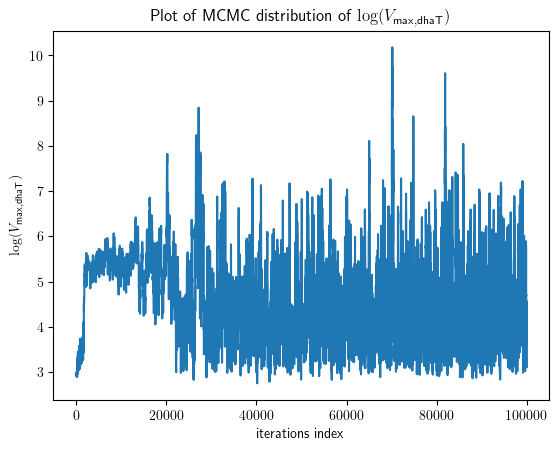 Plot of MCMC distribution of log(V_max,dhaT)
10
9
8
7
6
5
4
3
log(V_max,dhaT)
0 20000 40000 60000 80000 100000
iterations index